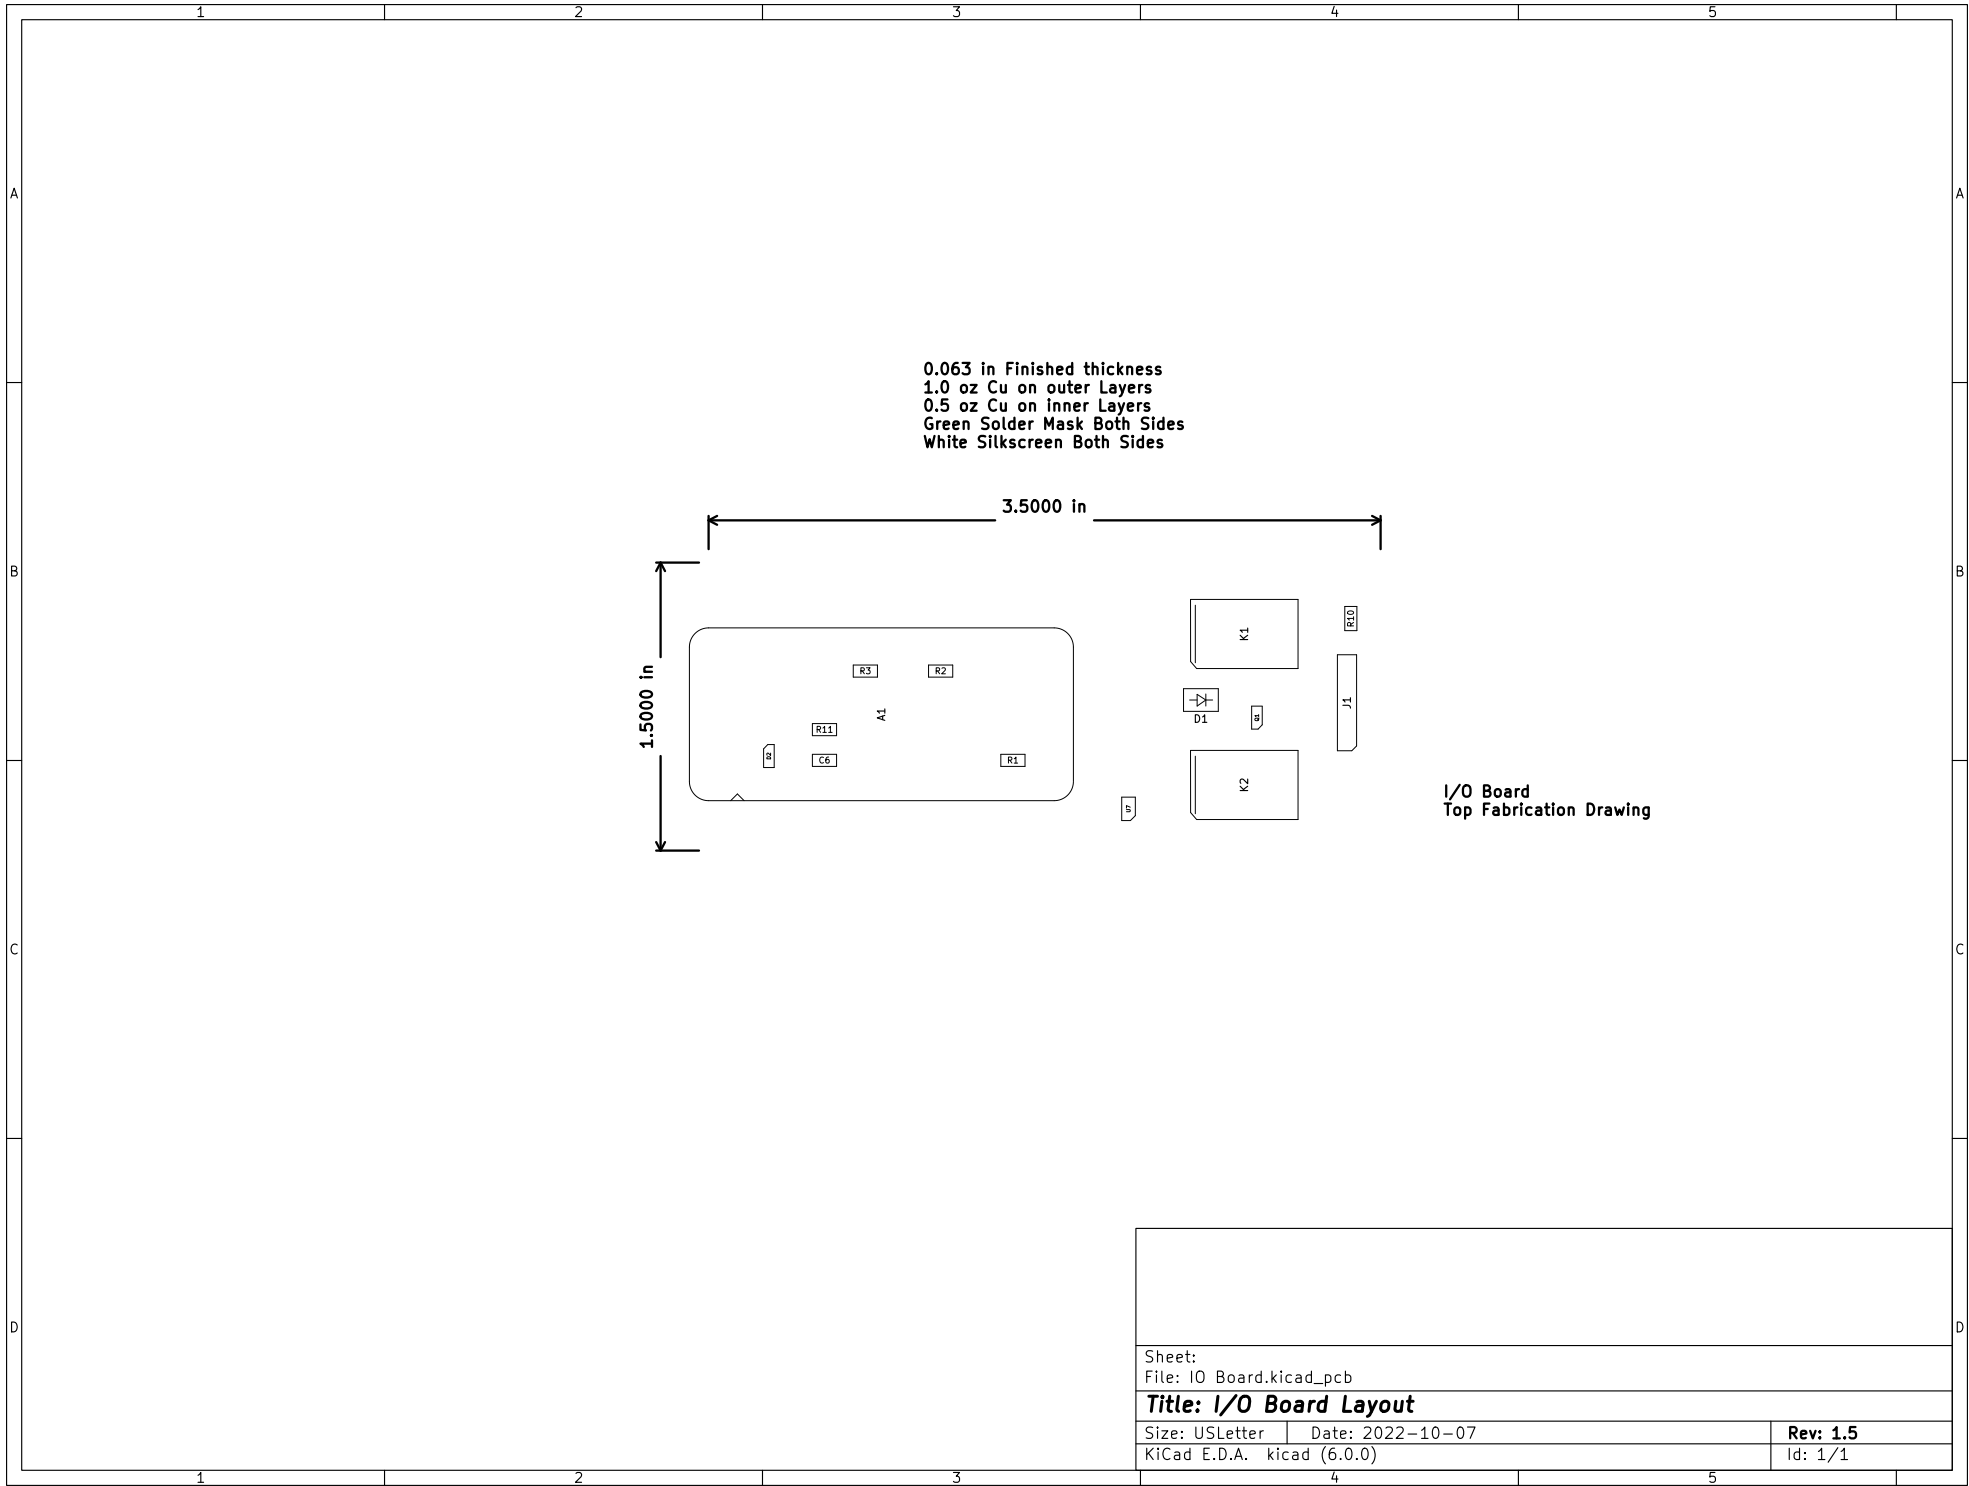 1 2 3 4 5
A A
0.063 in Finished thickness
1.0 oz Cu on outer Layers
0.5 oz Cu on inner Layers
Green Solder Mask Both Sides
White Silkscreen Both Sides
3.5000 in
B B
1.5000 in
K1
R10
R3 R2
A1
J1
D1
Q1
R11
D2
C6
R1
K2
U7
I/O Board
Top Fabrication Drawing
C C
D D
Sheet:
File: IO Board.kicad_pcb
Title: I/O Board Layout
Size: USLetter Date: 2022-10-07 Rev: 1.5
KiCad E.D.A. kicad (6.0.0) Id: 1/1
1 2 3 4 5